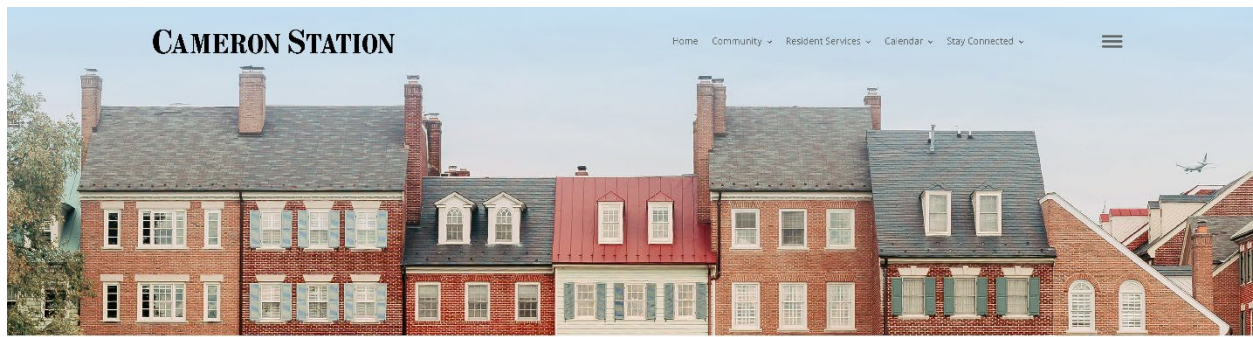 CAMERON STATION
Home Community Resident Services Calendar Stay Connected